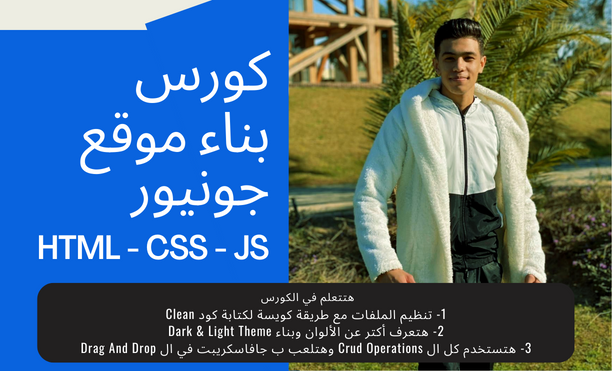 كورس
بناء موقع
جونيور
HTML - CSS - JS
هتتعلم في الكورس
1- تنظيم الملفات مع طريقة كويسة لكتابة كود Clean
2- هتعرف أكتر عن الألوان وبناء Dark & Light Theme
3- هتستخدم كل ال Crud Operations وهتلعب ب جافاسكريبت في ال Drag And Drop